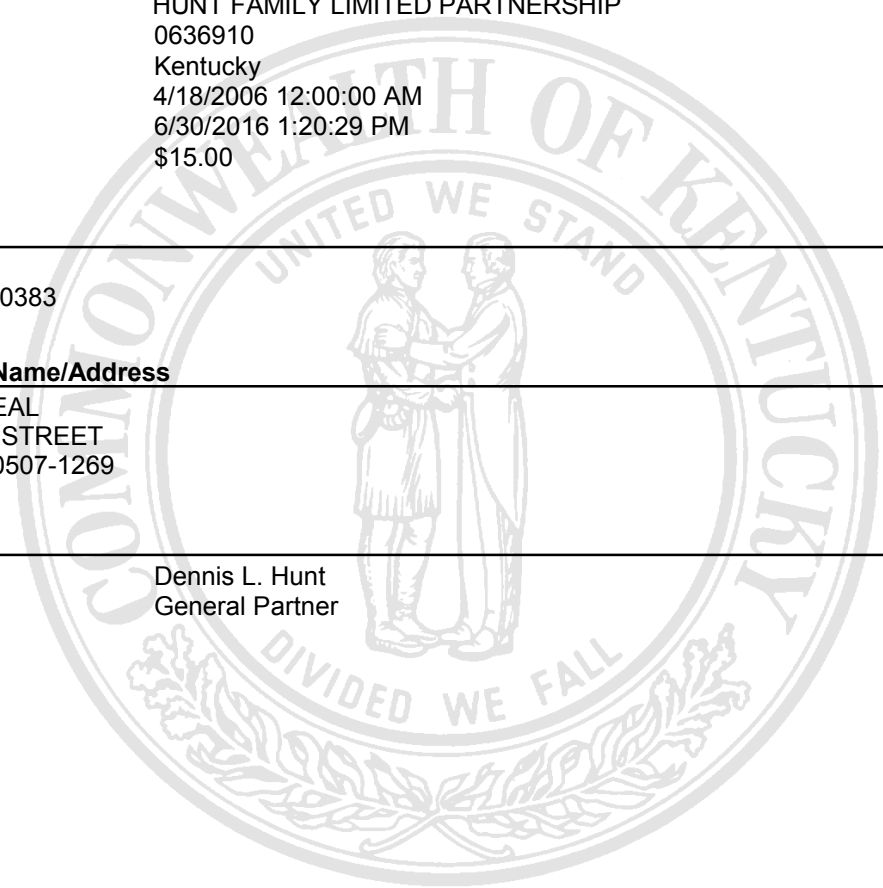 HUNT FAMILY LIMITED PARTNERSHIP
0636910
Kentucky
4/18/2006 12:00:00 AM
6/30/2016 1:20:29 PM
$15.00
COMMONWEALTH OF KENTUCKY
UNITED WE STAND
0383
Name/Address
EAL
STREET
0507-1269
Dennis L. Hunt
General Partner
DIVIDED WE FALL